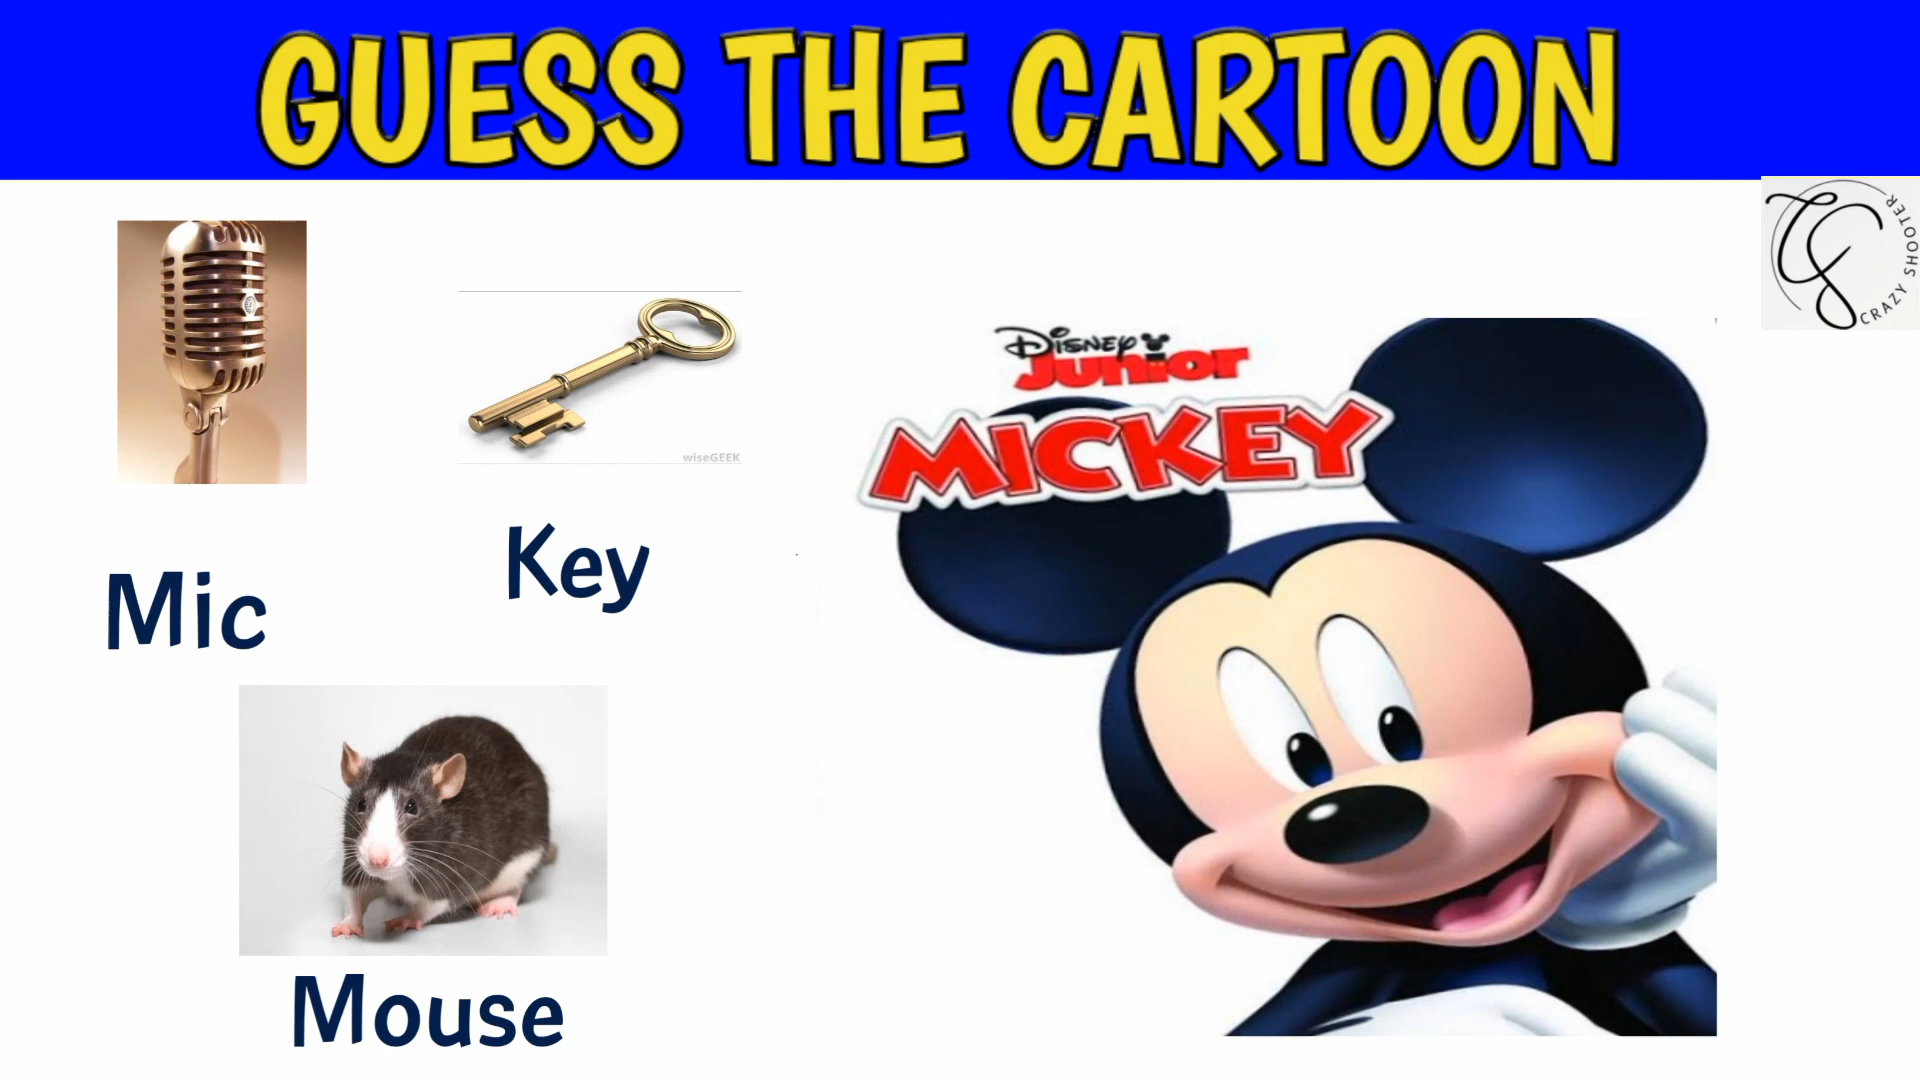 GUESS THE CARTOON
CRAZY SHOOTER
wiseGEEK
Disney
Junior
MICKEY
Key
Mic
Mouse